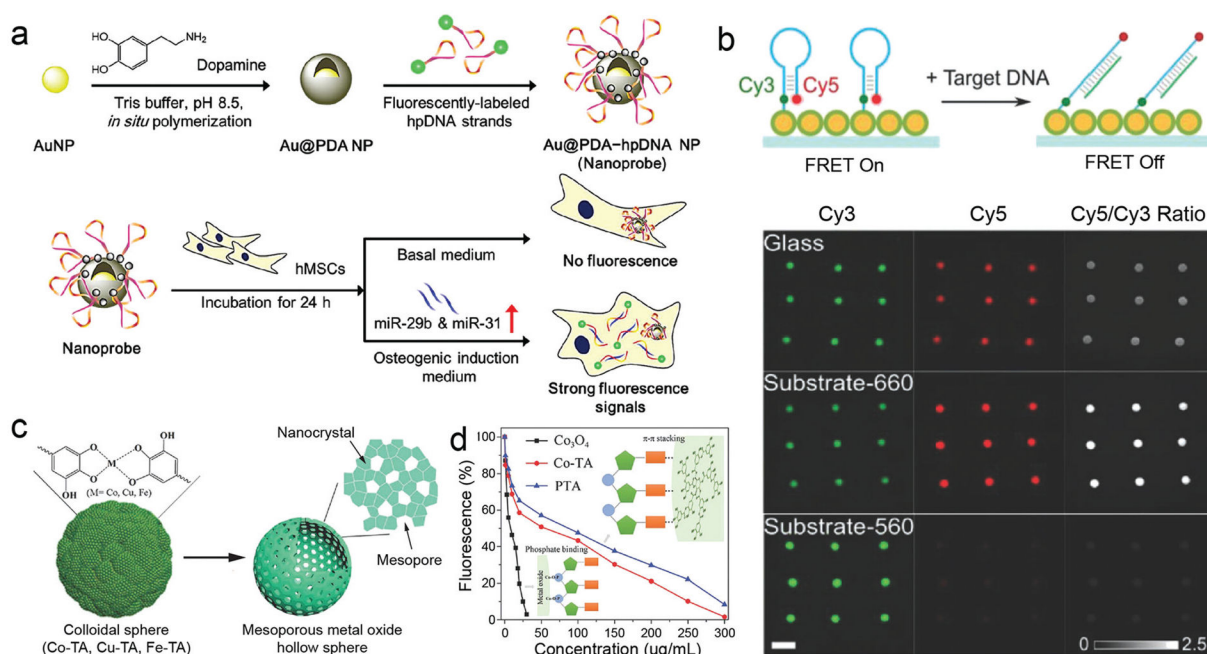 a
HO
HO
NH₂
Dopamine
Tris buffer, pH 8.5,
in situ polymerization
AuNP
Au@PDA NP
Fluorescently-labeled
hpDNA strands
Au@PDA–hpDNA NP
(Nanoprobe)
Nanoprobe
hMSCs
Incubation for 24 h
Basal medium
No fluorescence
miR-29b & miR-31
Osteogenic induction
medium
Strong fluorescence
signals
b
Cy3
Cy5
+ Target DNA
FRET On
FRET Off
Cy3
Cy5
Cy5/Cy3 Ratio
Glass
Substrate-660
Substrate-560
0
2.5
c
OH
O
O
M
O
O
OH
(M= Co, Cu, Fe)
Colloidal sphere
(Co-TA, Cu-TA, Fe-TA)
Nanocrystal
Mesopore
Mesoporous metal oxide
hollow sphere
d
Fluorescence (%)
100
80
60
40
20
0
Co₃O₄
Co-TA
PTA
π-π stacking
Phosphate binding
Metal oxide
0 50 100 150 200 250 300
Concentration (ug/mL)